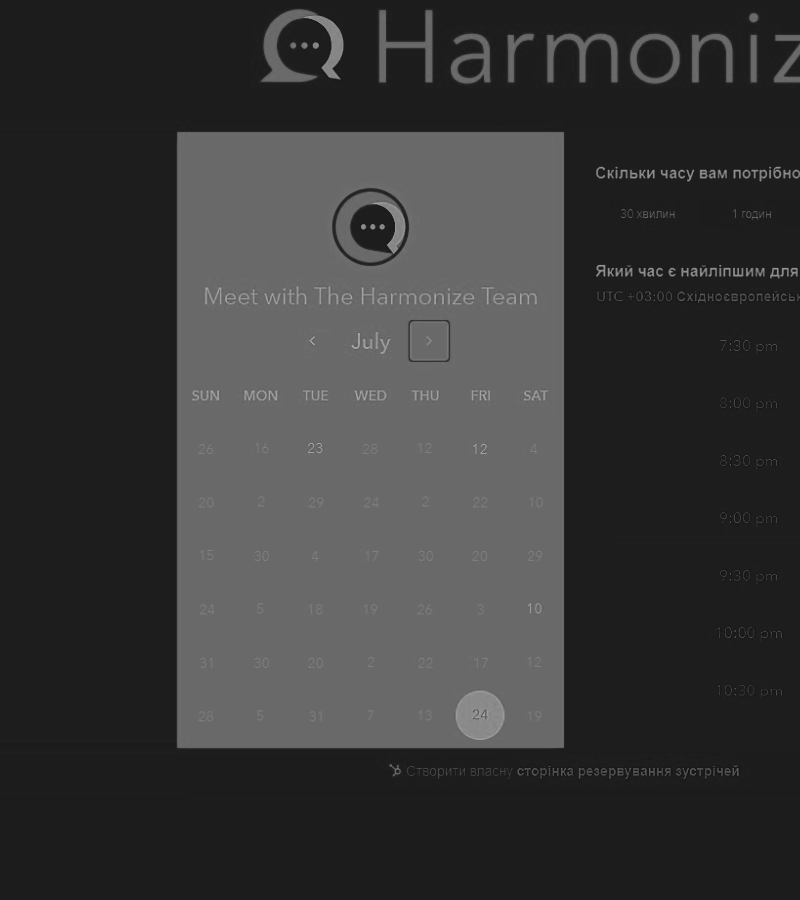 Harmoniz
Meet with The Harmonize Team
July
SUN MON TUE WED THU FRI SAT
26 16 23 28 12 12 4
20 2 29 24 2 22 10
15 30 4 17 30 20 29
24 5 18 19 26 3 10
31 30 20 2 22 17 12
28 5 31 7 13 24 19
Скільки часу вам потрібно
30 хвилин 1 годин
Який час є найліпшим для
UTC +03:00 Східноєвропейськ
7:30 pm
8:00 pm
8:30 pm
9:00 pm
9:30 pm
10:00 pm
10:30 pm
Створити власну сторінка резервування зустрічей